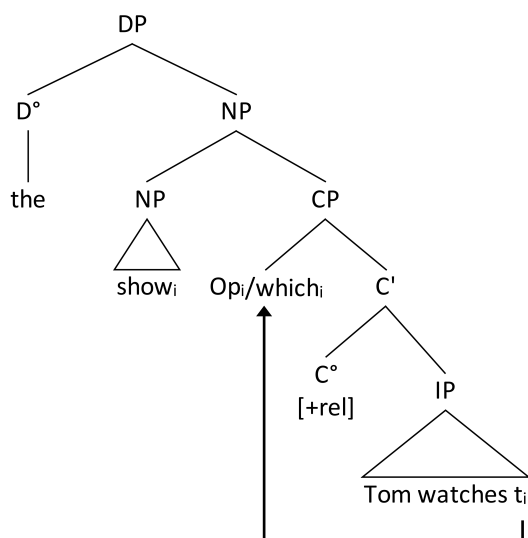 DP
D° NP
the NP CP
showᵢ Opᵢ/whichᵢ C'
C° IP
[+rel]
Tom watches tᵢ